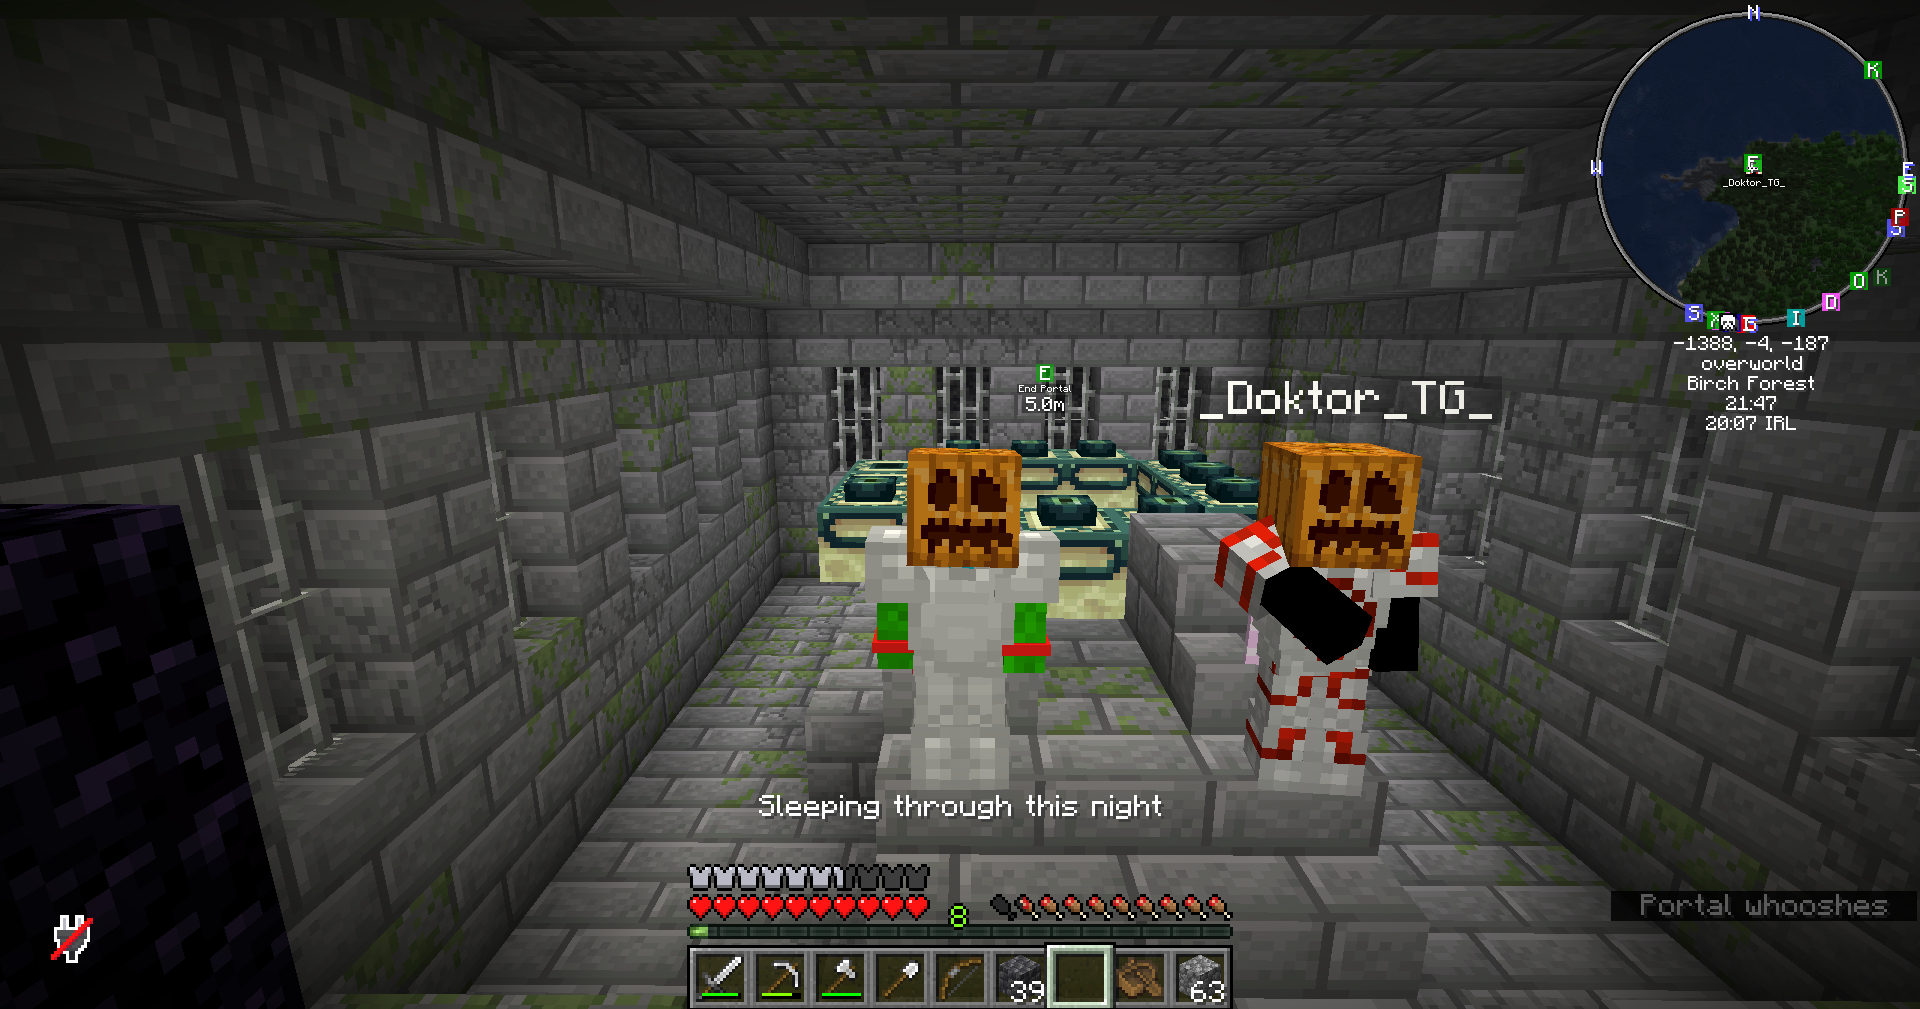 N
K
W
E
_Doktor_TG_
E
S
P
S
O
K
D
S
I
-1388, -4, -187
overworld
Birch Forest
21:47
20:07 IRL
E
End Portal
5.0m
_Doktor_TG_
Sleeping through this night
8
Portal whooshes
39
63